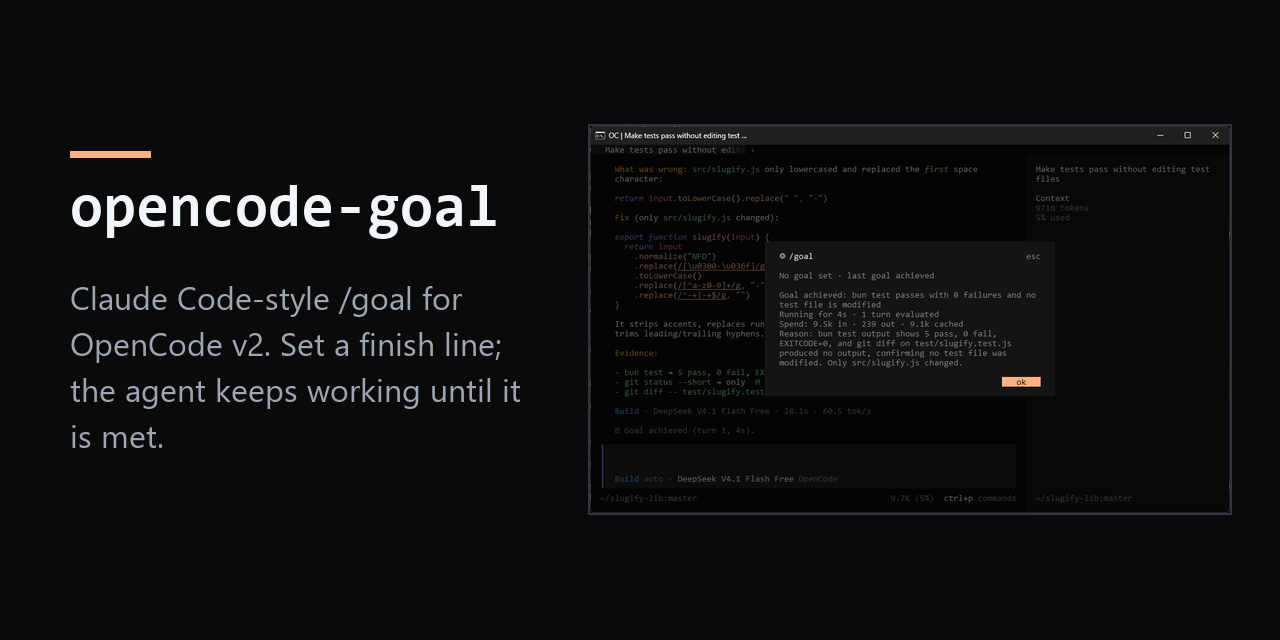 opencode-goal
Claude Code-style /goal for
OpenCode v2. Set a finish line;
the agent keeps working until it
is met.
OC | Make tests pass without editing test ...
Make tests pass without edit +
What was wrong: src/slugify.js only lowercased and replaced the first space
character:
return input.toLowerCase().replace(" ", "-")
Fix (only src/slugify.js changed):
export function slugify(input) {
return input
.normalize("NFD")
.replace(/[\u0300-\u036f]/g
.toLowerCase()
.replace(/[^a-z0-9]+/g, "-"
.replace(/^-+|-+$/g, "")
}
It strips accents, replaces run
trims leading/trailing hyphens.
Evidence:
- bun test → 5 pass, 0 fail, EX
- git status --short → only M
- git diff -- test/slugify.test
Build · DeepSeek V4.1 Flash Free · 28.1s · 60.5 tok/s
Goal achieved (turn 1, 4s).
Build auto · DeepSeek V4.1 Flash Free OpenCode
~/slugify-lib:master
9.7K (5%) ctrl+p commands
Make tests pass without editing test
files
Context
9716 tokens
5% used
~/slugify-lib:master
/goal
esc
No goal set · last goal achieved
Goal achieved: bun test passes with 0 failures and no
test file is modified
Running for 4s · 1 turn evaluated
Spend: 9.5k in · 239 out · 9.1k cached
Reason: bun test output shows 5 pass, 0 fail,
EXITCODE=0, and git diff on test/slugify.test.js
produced no output, confirming no test file was
modified. Only src/slugify.js changed.
ok